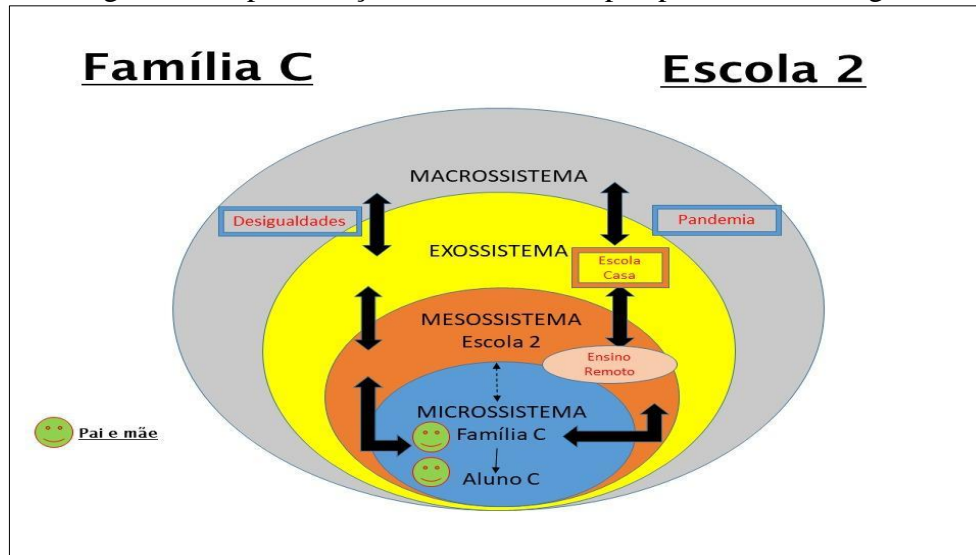 Família C
Escola 2
MACROSSISTEMA
Desigualdades
Pandemia
EXOSSISTEMA
Escola
Casa
MESOSSISTEMA
Escola 2
Ensino
Remoto
MICROSSISTEMA
Família C
Pai e mãe
Aluno C